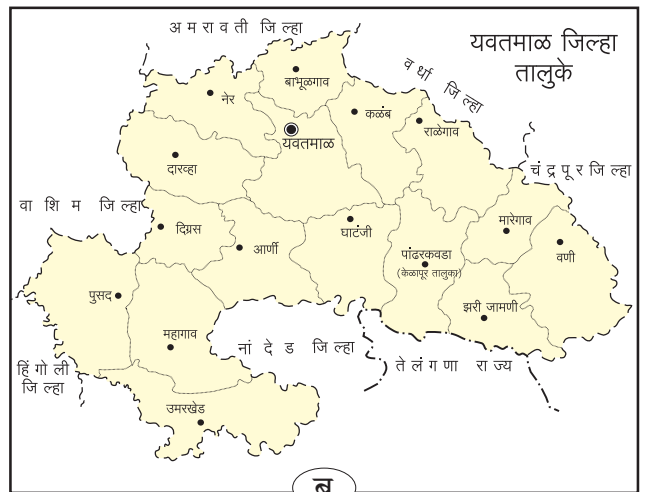 अमरावती जिल्हा
यवतमाळ जिल्हा
तालुके
वर्धा जिल्हा
बाभूळगाव
नेर
कळंब
राळेगाव
यवतमाळ
दारव्हा
चंद्रपूर जिल्हा
वाशिम जिल्हा
मारेगाव
दिग्रस
घाटंजी
आर्णी
पांढरकवडा
(केळापूर तालुका)
वणी
पुसद
झरी जामणी
महागाव
नांदेड जिल्हा
तेलंगणा राज्य
हिंगोली
जिल्हा
उमरखेड
ब